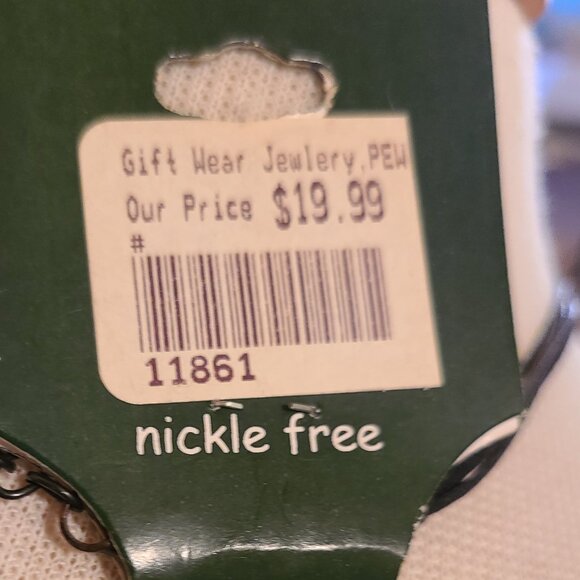 Gift Wear Jewlery,PEW
Our Price $19.99
#
11861
nickle free